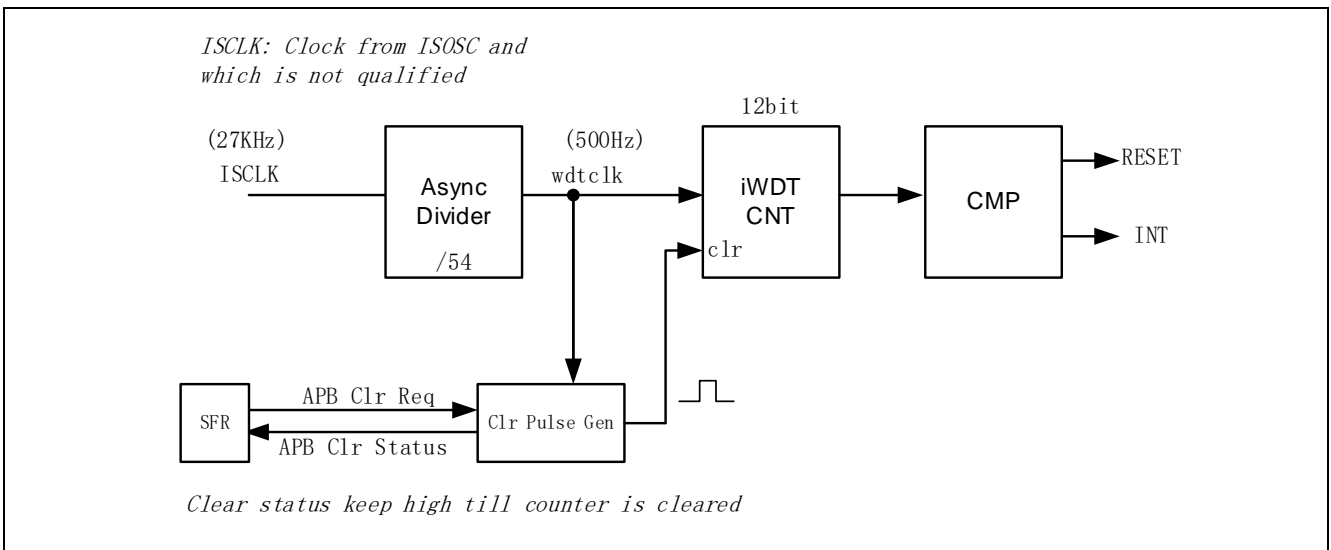 ISCLK: Clock from ISOSC and
which is not qualified
12bit
(27KHz)
(500Hz)
ISCLK
wdtclk
Async
Divider
/54
iWDT
CNT
clr
CMP
RESET
INT
SFR
APB Clr Req
APB Clr Status
Clr Pulse Gen
Clear status keep high till counter is cleared